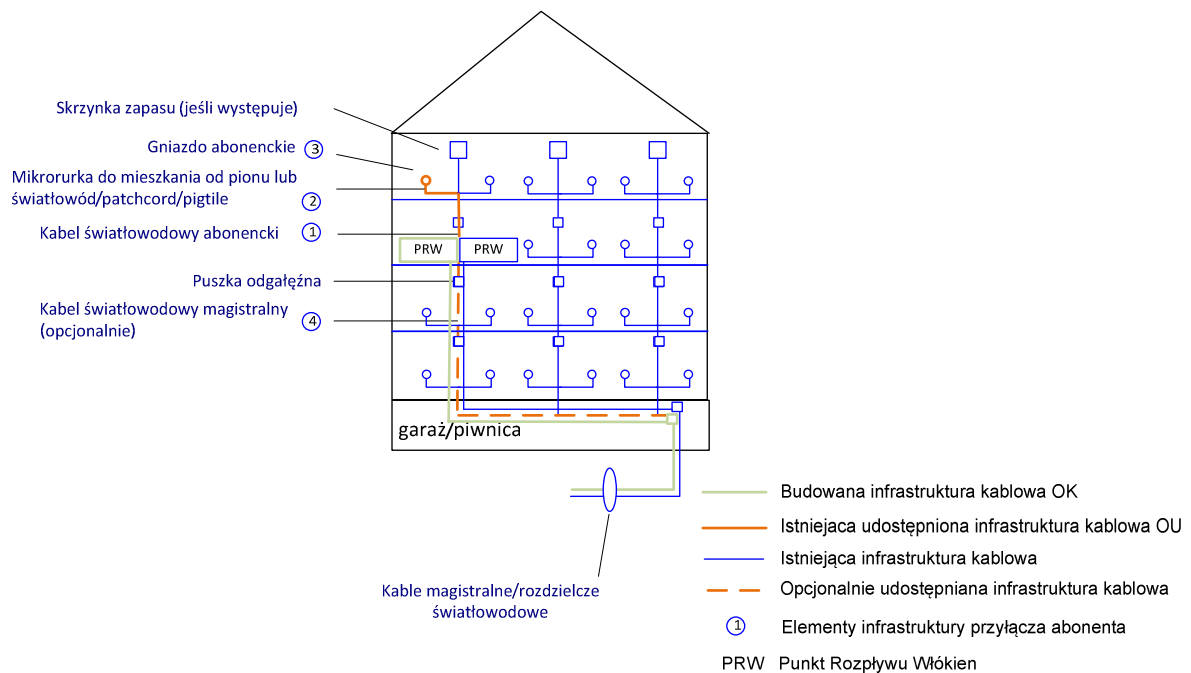 Skrzynka zapasu (jeśli występuje)
Gniazdo abonenckie 3
Mikrorurka do mieszkania od pionu lub
światłowód/patchcord/pigtile 2
Kabel światłowodowy abonencki 1
PRW PRW
Puszka odgałęźna
Kabel światłowodowy magistralny
(opcjonalnie) 4
garaż/piwnica
Kable magistralne/rozdzielcze
światłowodowe
Budowana infrastruktura kablowa OK
Istniejaca udostępniona infrastruktura kablowa OU
Istniejąca infrastruktura kablowa
Opcjonalnie udostępniana infrastruktura kablowa
1 Elementy infrastruktury przyłącza abonenta
PRW Punkt Rozpływu Włókien